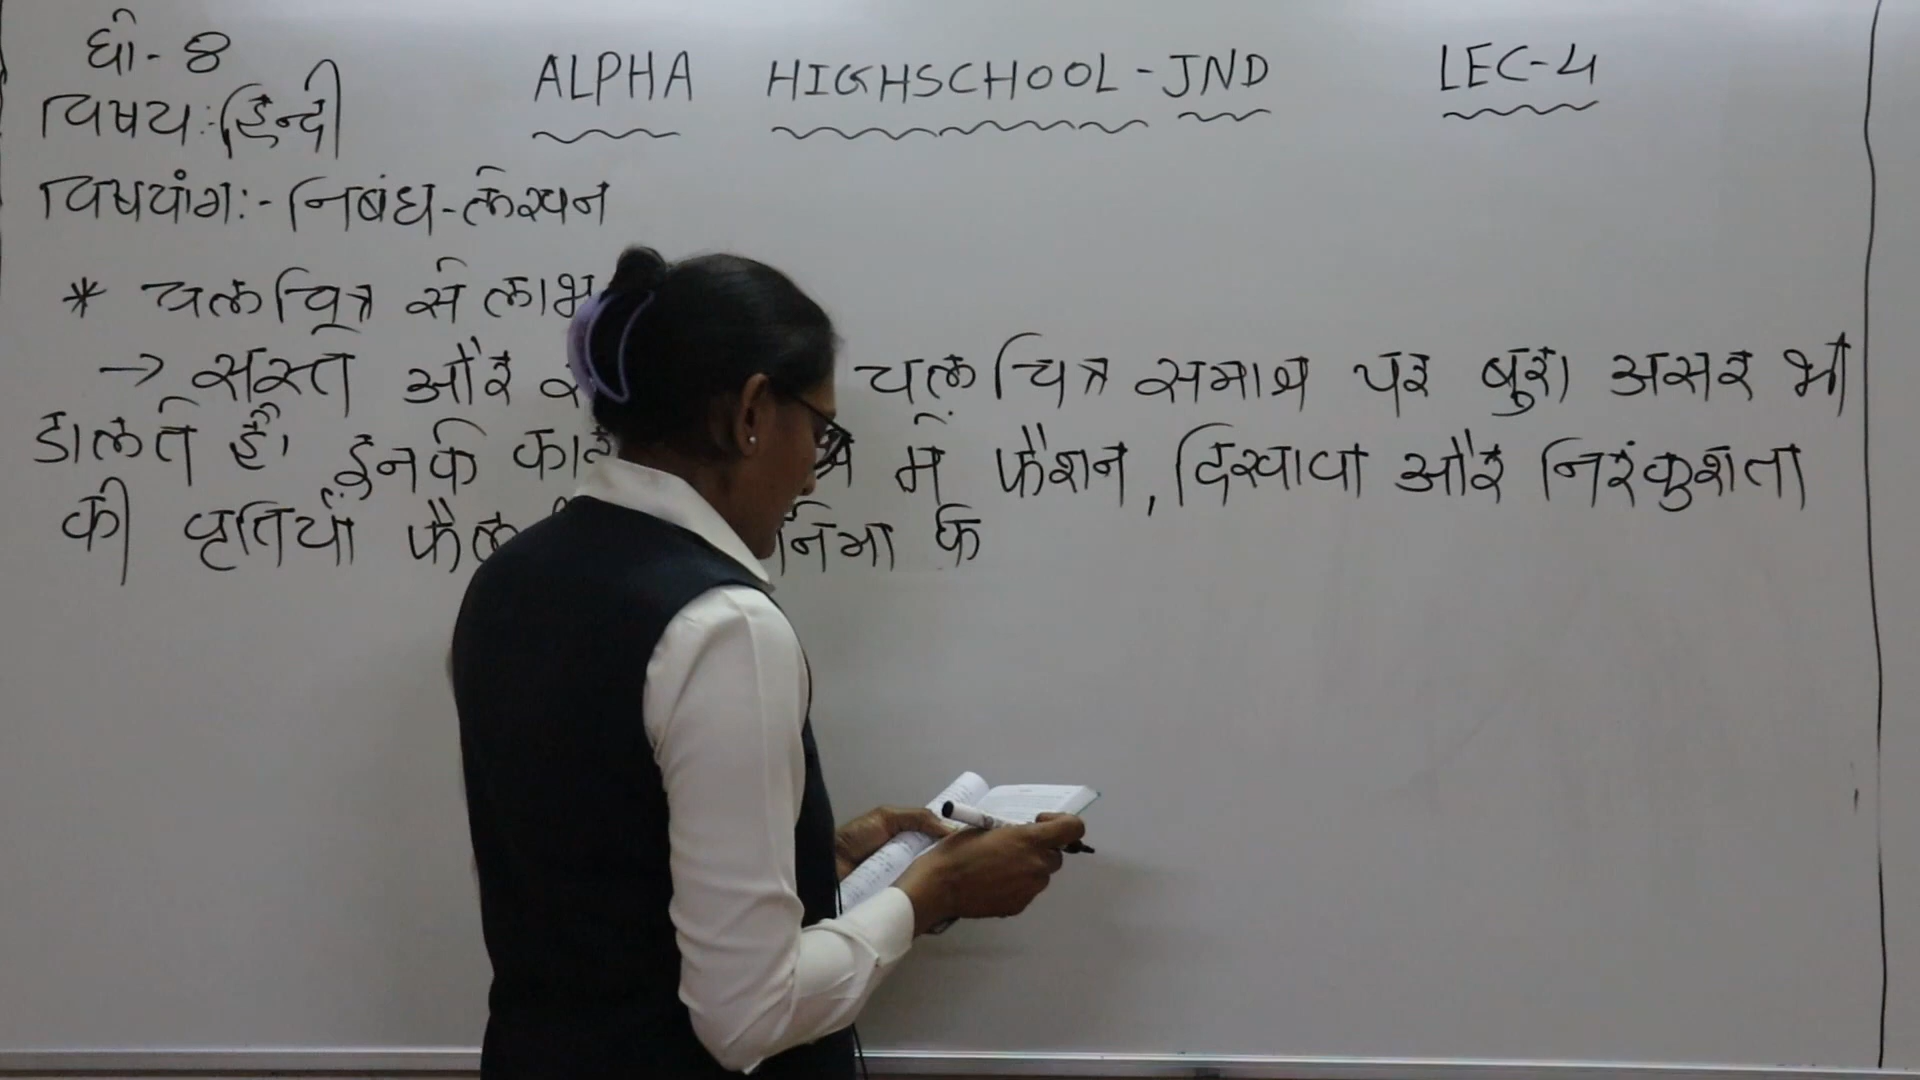 धो-8
ALPHA HIGHSCHOOL-JND LEC-4
विषय:-हिन्दी
विषयांग:-निबंध-लेखन
* चलचित्र से लाभ
→ सस्ते और चलचित्र समाज पर बुरा असर भी
डालते हैं। इनके में फैशन, दिखावा और निरंकुशता
की वृतियाँ के